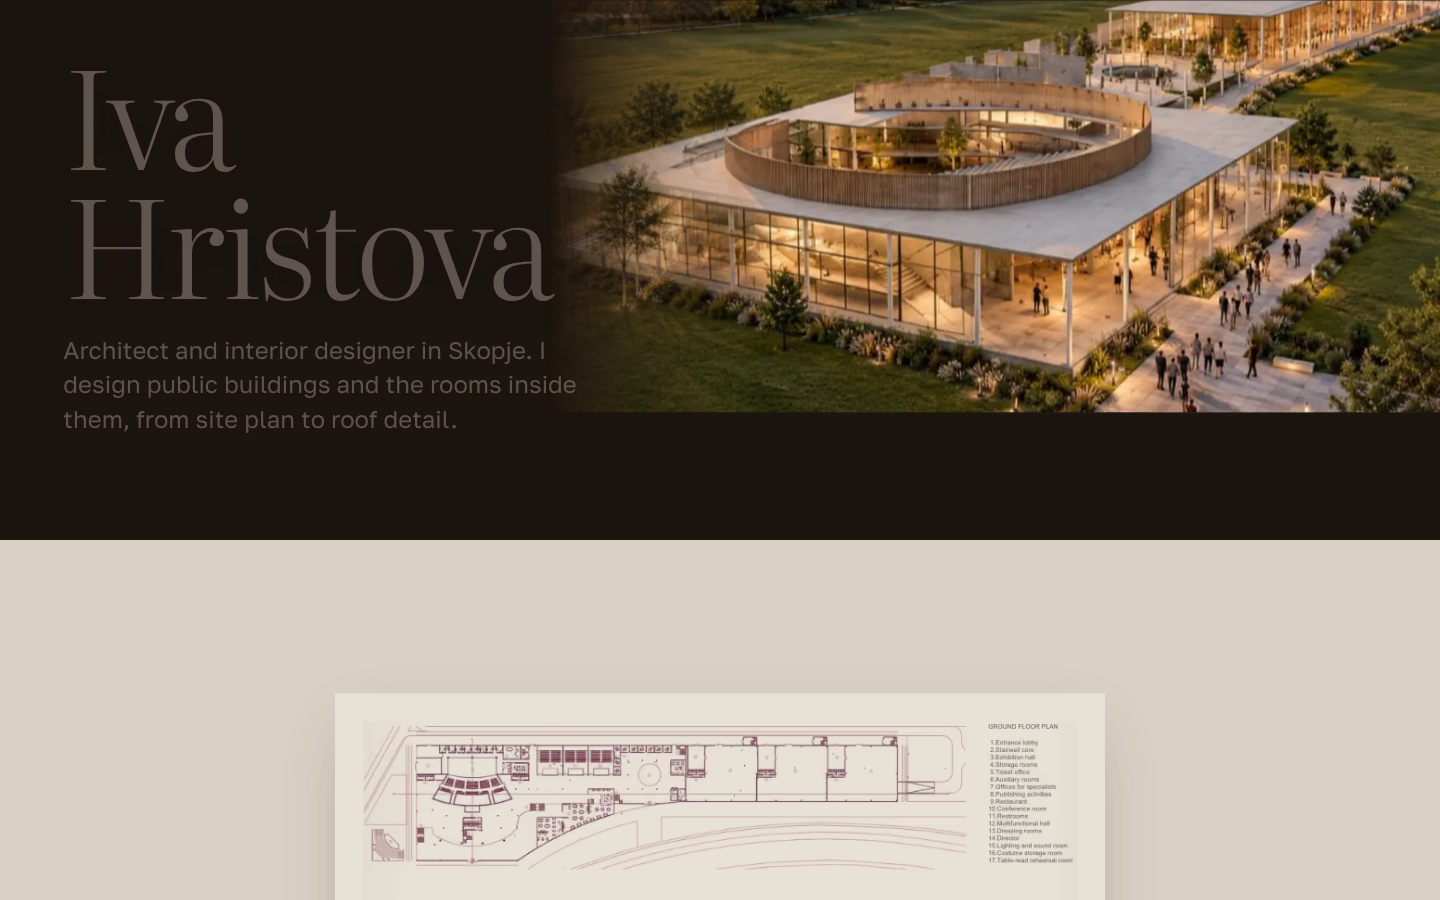 Iva
Hristova
Architect and interior designer in Skopje. I
design public buildings and the rooms inside
them, from site plan to roof detail.
GROUND FLOOR PLAN
1.Entrance lobby
2.Stairwell core
3.Exhibition hall
4.Storage rooms
5.Ticket office
6.Auxiliary rooms
7.Offices for specialists
8.Publishing activities
9.Restaurant
10.Conference room
11.Restrooms
12.Multifunctional hall
13.Dressing rooms
14.Director
15.Lighting and sound room
16.Costume storage room
17.Table-read rehearsal room